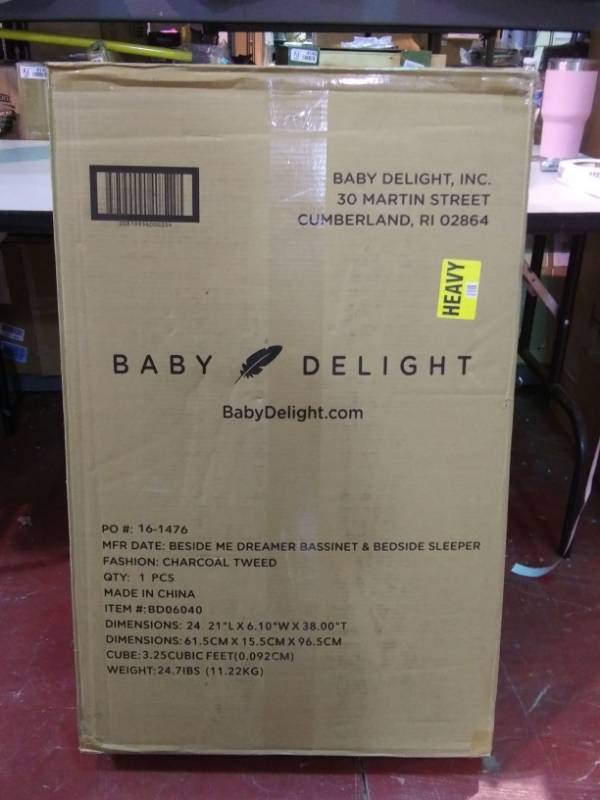 BABY DELIGHT, INC.
30 MARTIN STREET
CUMBERLAND, RI 02864
HEAVY
BABY DELIGHT
BabyDelight.com
PO #: 16-1476
MFR DATE: BESIDE ME DREAMER BASSINET & BEDSIDE SLEEPER
FASHION: CHARCOAL TWEED
QTY: 1 PCS
MADE IN CHINA
ITEM #:BD06040
DIMENSIONS: 24. 21"L X 6.10"W X 38.00"T
DIMENSIONS: 61.5CM X 15.5CM X 96.5CM
CUBE: 3.25CUBIC FEET(0.092CM)
WEIGHT: 24.7IBS (11.22KG)